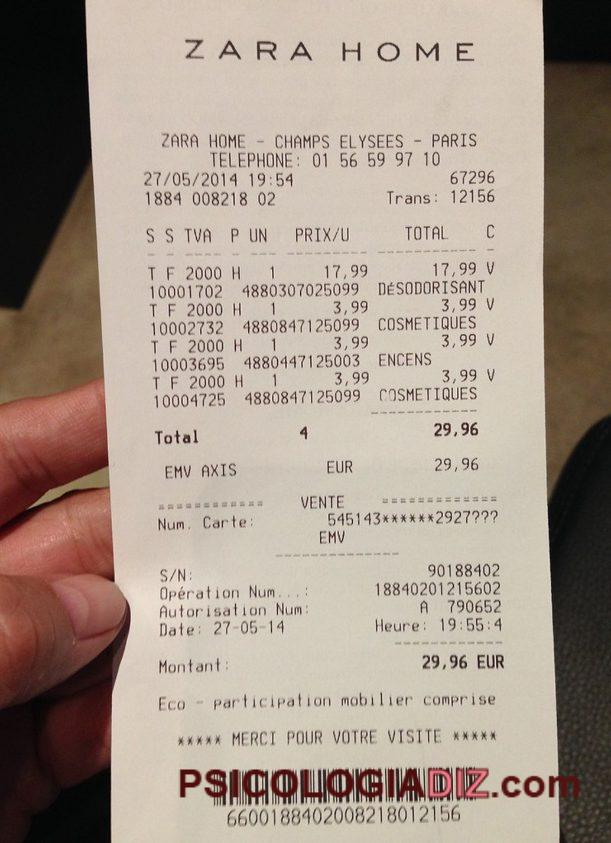 ZARA HOME
ZARA HOME - CHAMPS ELYSEES - PARIS
TELEPHONE: 01 56 59 97 10
27/05/2014 19:54 67296
1884 008218 02 Trans: 12156
S S TVA P UN PRIX/U TOTAL C
T F 2000 H 1 17,99 17,99 V
10001702 4880307025099 DÉSODORISANT
T F 2000 H 1 3,99 3,99 V
10002732 4880847125099 COSMETIQUES
T F 2000 H 1 3,99 3,99 V
10003695 4880447125003 ENCENS
T F 2000 H 1 3,99 3,99 V
10004725 4880847125099 COSMETIQUES
Total 4 29,96
EMV AXIS EUR 29,96
============ VENTE =============
Num. Carte: 545143******2927???
EMV
S/N: 90188402
Opération Num...: 18840201215602
Autorisation Num: A 790652
Date: 27-05-14 Heure: 19:55:4
Montant: 29,96 EUR
Eco - participation mobilier comprise
***** MERCI POUR VOTRE VISITE *****
PSICOLOGIADIZ.com
6600188402008218012156